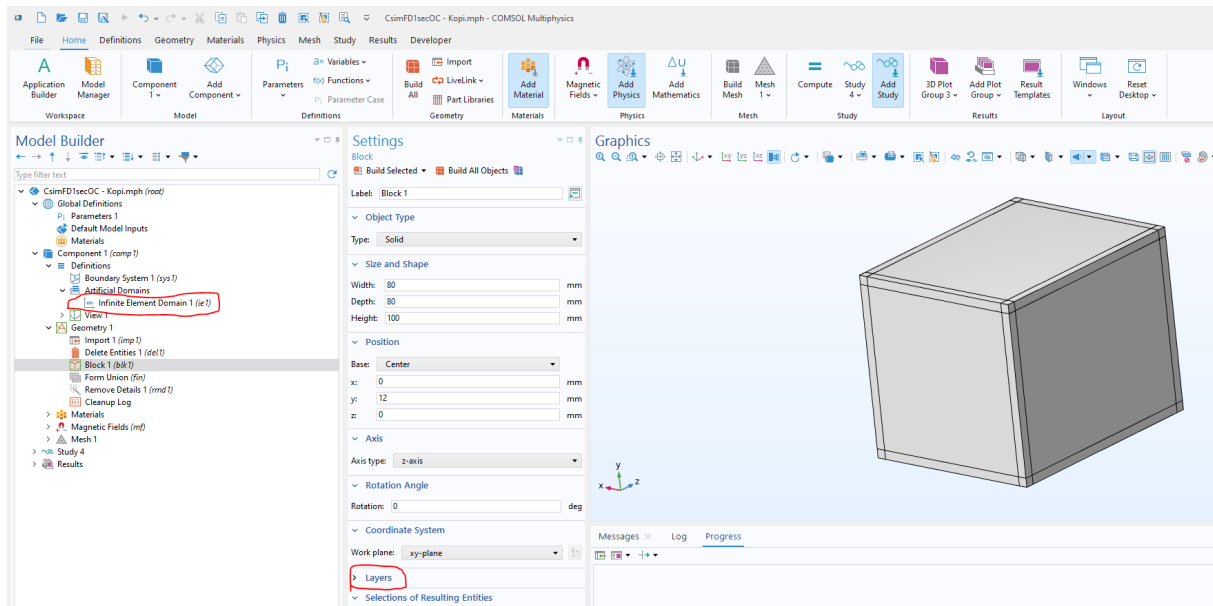 CsimFD1secOC - Kopi.mph - COMSOL Multiphysics
File Home Definitions Geometry Materials Physics Mesh Study Results Developer
Application Builder
Model Manager
Component 1
Add Component
Parameters
a= Variables
f(x) Functions
Pi Parameter Case
Build All
Import
LiveLink
Part Libraries
Add Material
Magnetic Fields
Add Physics
Add Mathematics
Build Mesh
Mesh 1
Compute
Study 4
Add Study
3D Plot Group 3
Add Plot Group
Result Templates
Windows
Reset Desktop
Workspace Model Definitions Geometry Materials Physics Mesh Study Results Layout
Model Builder
Type filter text
CsimFD1secOC - Kopi.mph (root)
Global Definitions
Pi Parameters 1
Default Model Inputs
Materials
Component 1 (comp1)
Definitions
Boundary System 1 (sys1)
Artificial Domains
Infinite Element Domain 1 (ie1)
View 1
Geometry 1
Import 1 (imp1)
Delete Entities 1 (del1)
Block 1 (blk1)
Form Union (fin)
Remove Details 1 (rmd1)
Cleanup Log
Materials
Magnetic Fields (mf)
Mesh 1
Study 4
Results
Settings
Block
Build Selected Build All Objects
Label: Block 1
Object Type
Type: Solid
Size and Shape
Width: 80 mm
Depth: 80 mm
Height: 100 mm
Position
Base: Center
x: 0 mm
y: 12 mm
z: 0 mm
Axis
Axis type: z-axis
Rotation Angle
Rotation: 0 deg
Coordinate System
Work plane: xy-plane
Layers
Selections of Resulting Entities
Graphics
xy yz xz
y
x z
Messages Log Progress